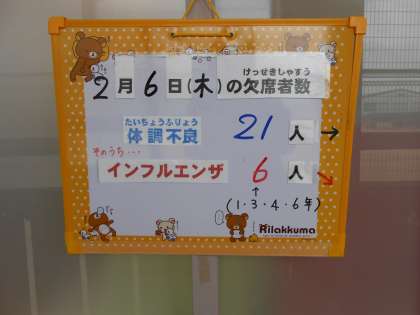 けっせきしゃすう
2月6日(木)の欠席者数
たいちょうふりょう
体調不良 21人→
そのうち・・・
インフルエンザ 6人↘
↑
(1・3・4・6年)
Rilakkuma